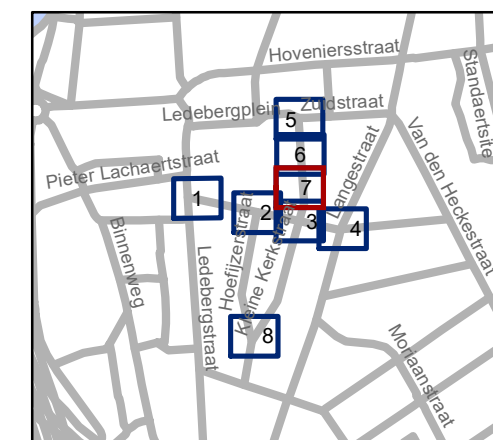 Hoveniersstraat
Standaertsite
Ledebergplein
Zuidstraat
5
6
Pieter Lachaertstraat
7
1
2
3
4
Langestraat
Van den Heckestraat
Hoefijzerstraat
Kleine Kerkstraat
Binnenweg
Ledebergstraat
8
Moriaanstraat